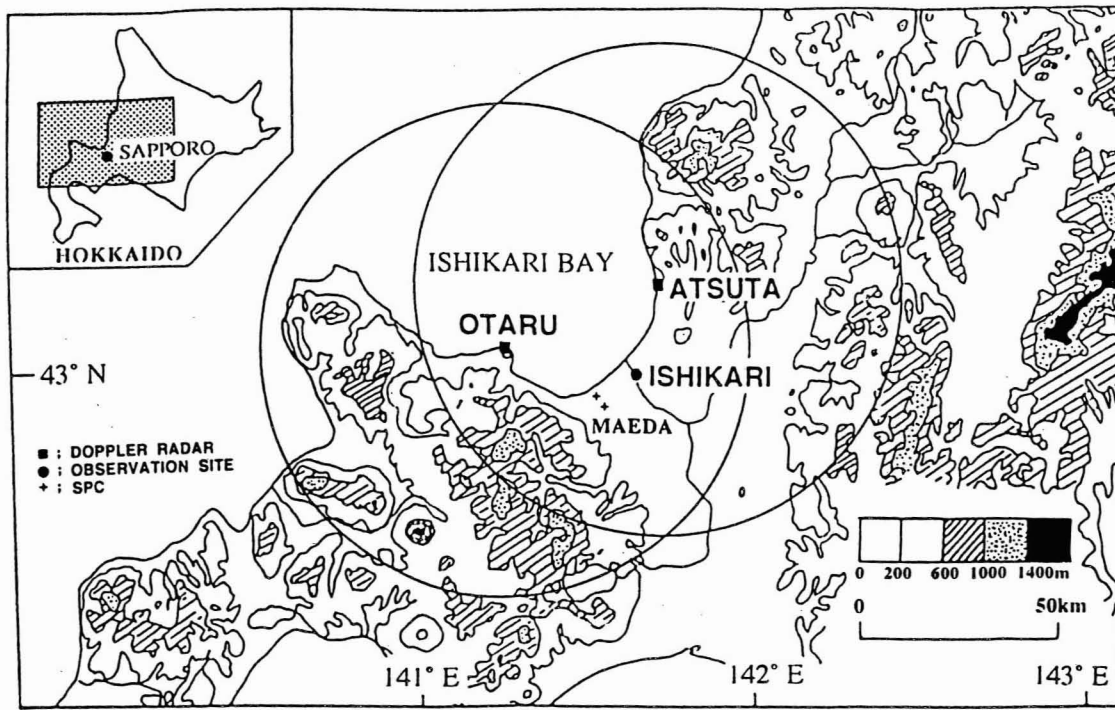 SAPPORO
HOKKAIDO
ISHIKARI BAY
ATSUTA
OTARU
43° N
ISHIKARI
MAEDA
■ ; DOPPLER RADAR
● ; OBSERVATION SITE
+ ; SPC
0 200 600 1000 1400m
0 50km
141° E
142° E
143° E